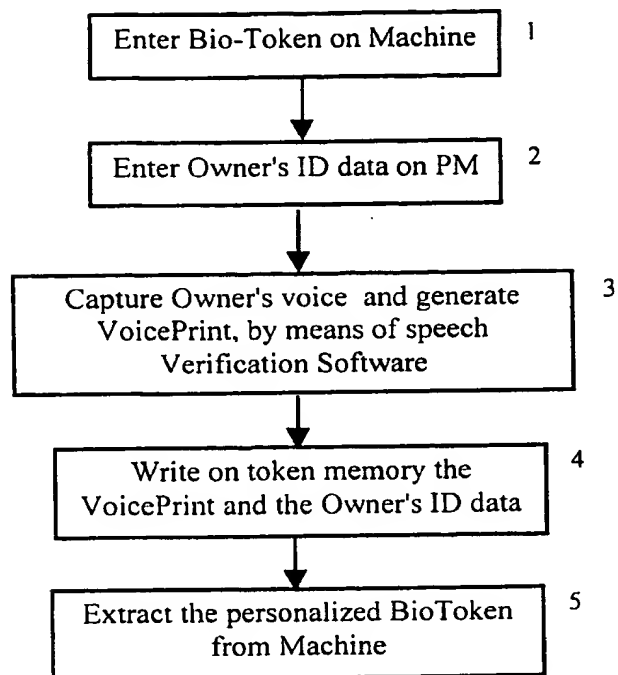 Enter Bio-Token on Machine 1
Enter Owner's ID data on PM 2
Capture Owner's voice and generate 3
VoicePrint, by means of speech
Verification Software
Write on token memory the 4
VoicePrint and the Owner's ID data
Extract the personalized BioToken 5
from Machine